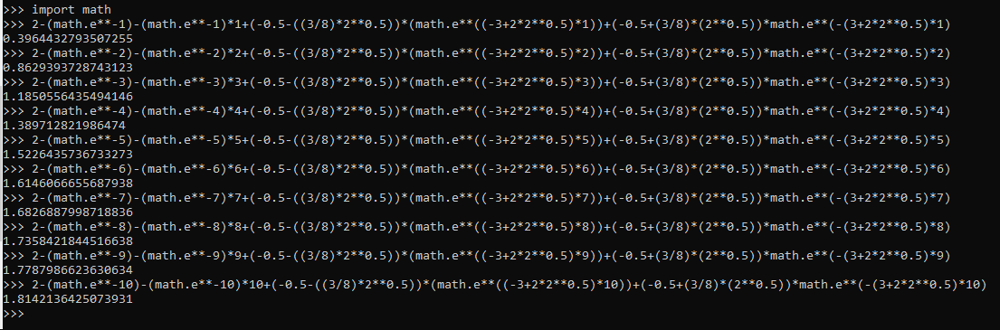 >>> import math
>>> 2-(math.e**-1)-(math.e**-1)*1+(-0.5-((3/8)*2**0.5))*(math.e**((-3+2*2**0.5)*1))+(-0.5+(3/8)*(2**0.5))*math.e**(-(3+2*2**0.5)*1)
0.3964432793507255
>>> 2-(math.e**-2)-(math.e**-2)*2+(-0.5-((3/8)*2**0.5))*(math.e**((-3+2*2**0.5)*2))+(-0.5+(3/8)*(2**0.5))*math.e**(-(3+2*2**0.5)*2)
0.8629393728743123
>>> 2-(math.e**-3)-(math.e**-3)*3+(-0.5-((3/8)*2**0.5))*(math.e**((-3+2*2**0.5)*3))+(-0.5+(3/8)*(2**0.5))*math.e**(-(3+2*2**0.5)*3)
1.1850556435494146
>>> 2-(math.e**-4)-(math.e**-4)*4+(-0.5-((3/8)*2**0.5))*(math.e**((-3+2*2**0.5)*4))+(-0.5+(3/8)*(2**0.5))*math.e**(-(3+2*2**0.5)*4)
1.389712821986474
>>> 2-(math.e**-5)-(math.e**-5)*5+(-0.5-((3/8)*2**0.5))*(math.e**((-3+2*2**0.5)*5))+(-0.5+(3/8)*(2**0.5))*math.e**(-(3+2*2**0.5)*5)
1.5226435736733273
>>> 2-(math.e**-6)-(math.e**-6)*6+(-0.5-((3/8)*2**0.5))*(math.e**((-3+2*2**0.5)*6))+(-0.5+(3/8)*(2**0.5))*math.e**(-(3+2*2**0.5)*6)
1.6146066655687938
>>> 2-(math.e**-7)-(math.e**-7)*7+(-0.5-((3/8)*2**0.5))*(math.e**((-3+2*2**0.5)*7))+(-0.5+(3/8)*(2**0.5))*math.e**(-(3+2*2**0.5)*7)
1.6826887998718836
>>> 2-(math.e**-8)-(math.e**-8)*8+(-0.5-((3/8)*2**0.5))*(math.e**((-3+2*2**0.5)*8))+(-0.5+(3/8)*(2**0.5))*math.e**(-(3+2*2**0.5)*8)
1.7358421844516638
>>> 2-(math.e**-9)-(math.e**-9)*9+(-0.5-((3/8)*2**0.5))*(math.e**((-3+2*2**0.5)*9))+(-0.5+(3/8)*(2**0.5))*math.e**(-(3+2*2**0.5)*9)
1.7787986623630634
>>> 2-(math.e**-10)-(math.e**-10)*10+(-0.5-((3/8)*2**0.5))*(math.e**((-3+2*2**0.5)*10))+(-0.5+(3/8)*(2**0.5))*math.e**(-(3+2*2**0.5)*10)
1.8142136425073931
>>>